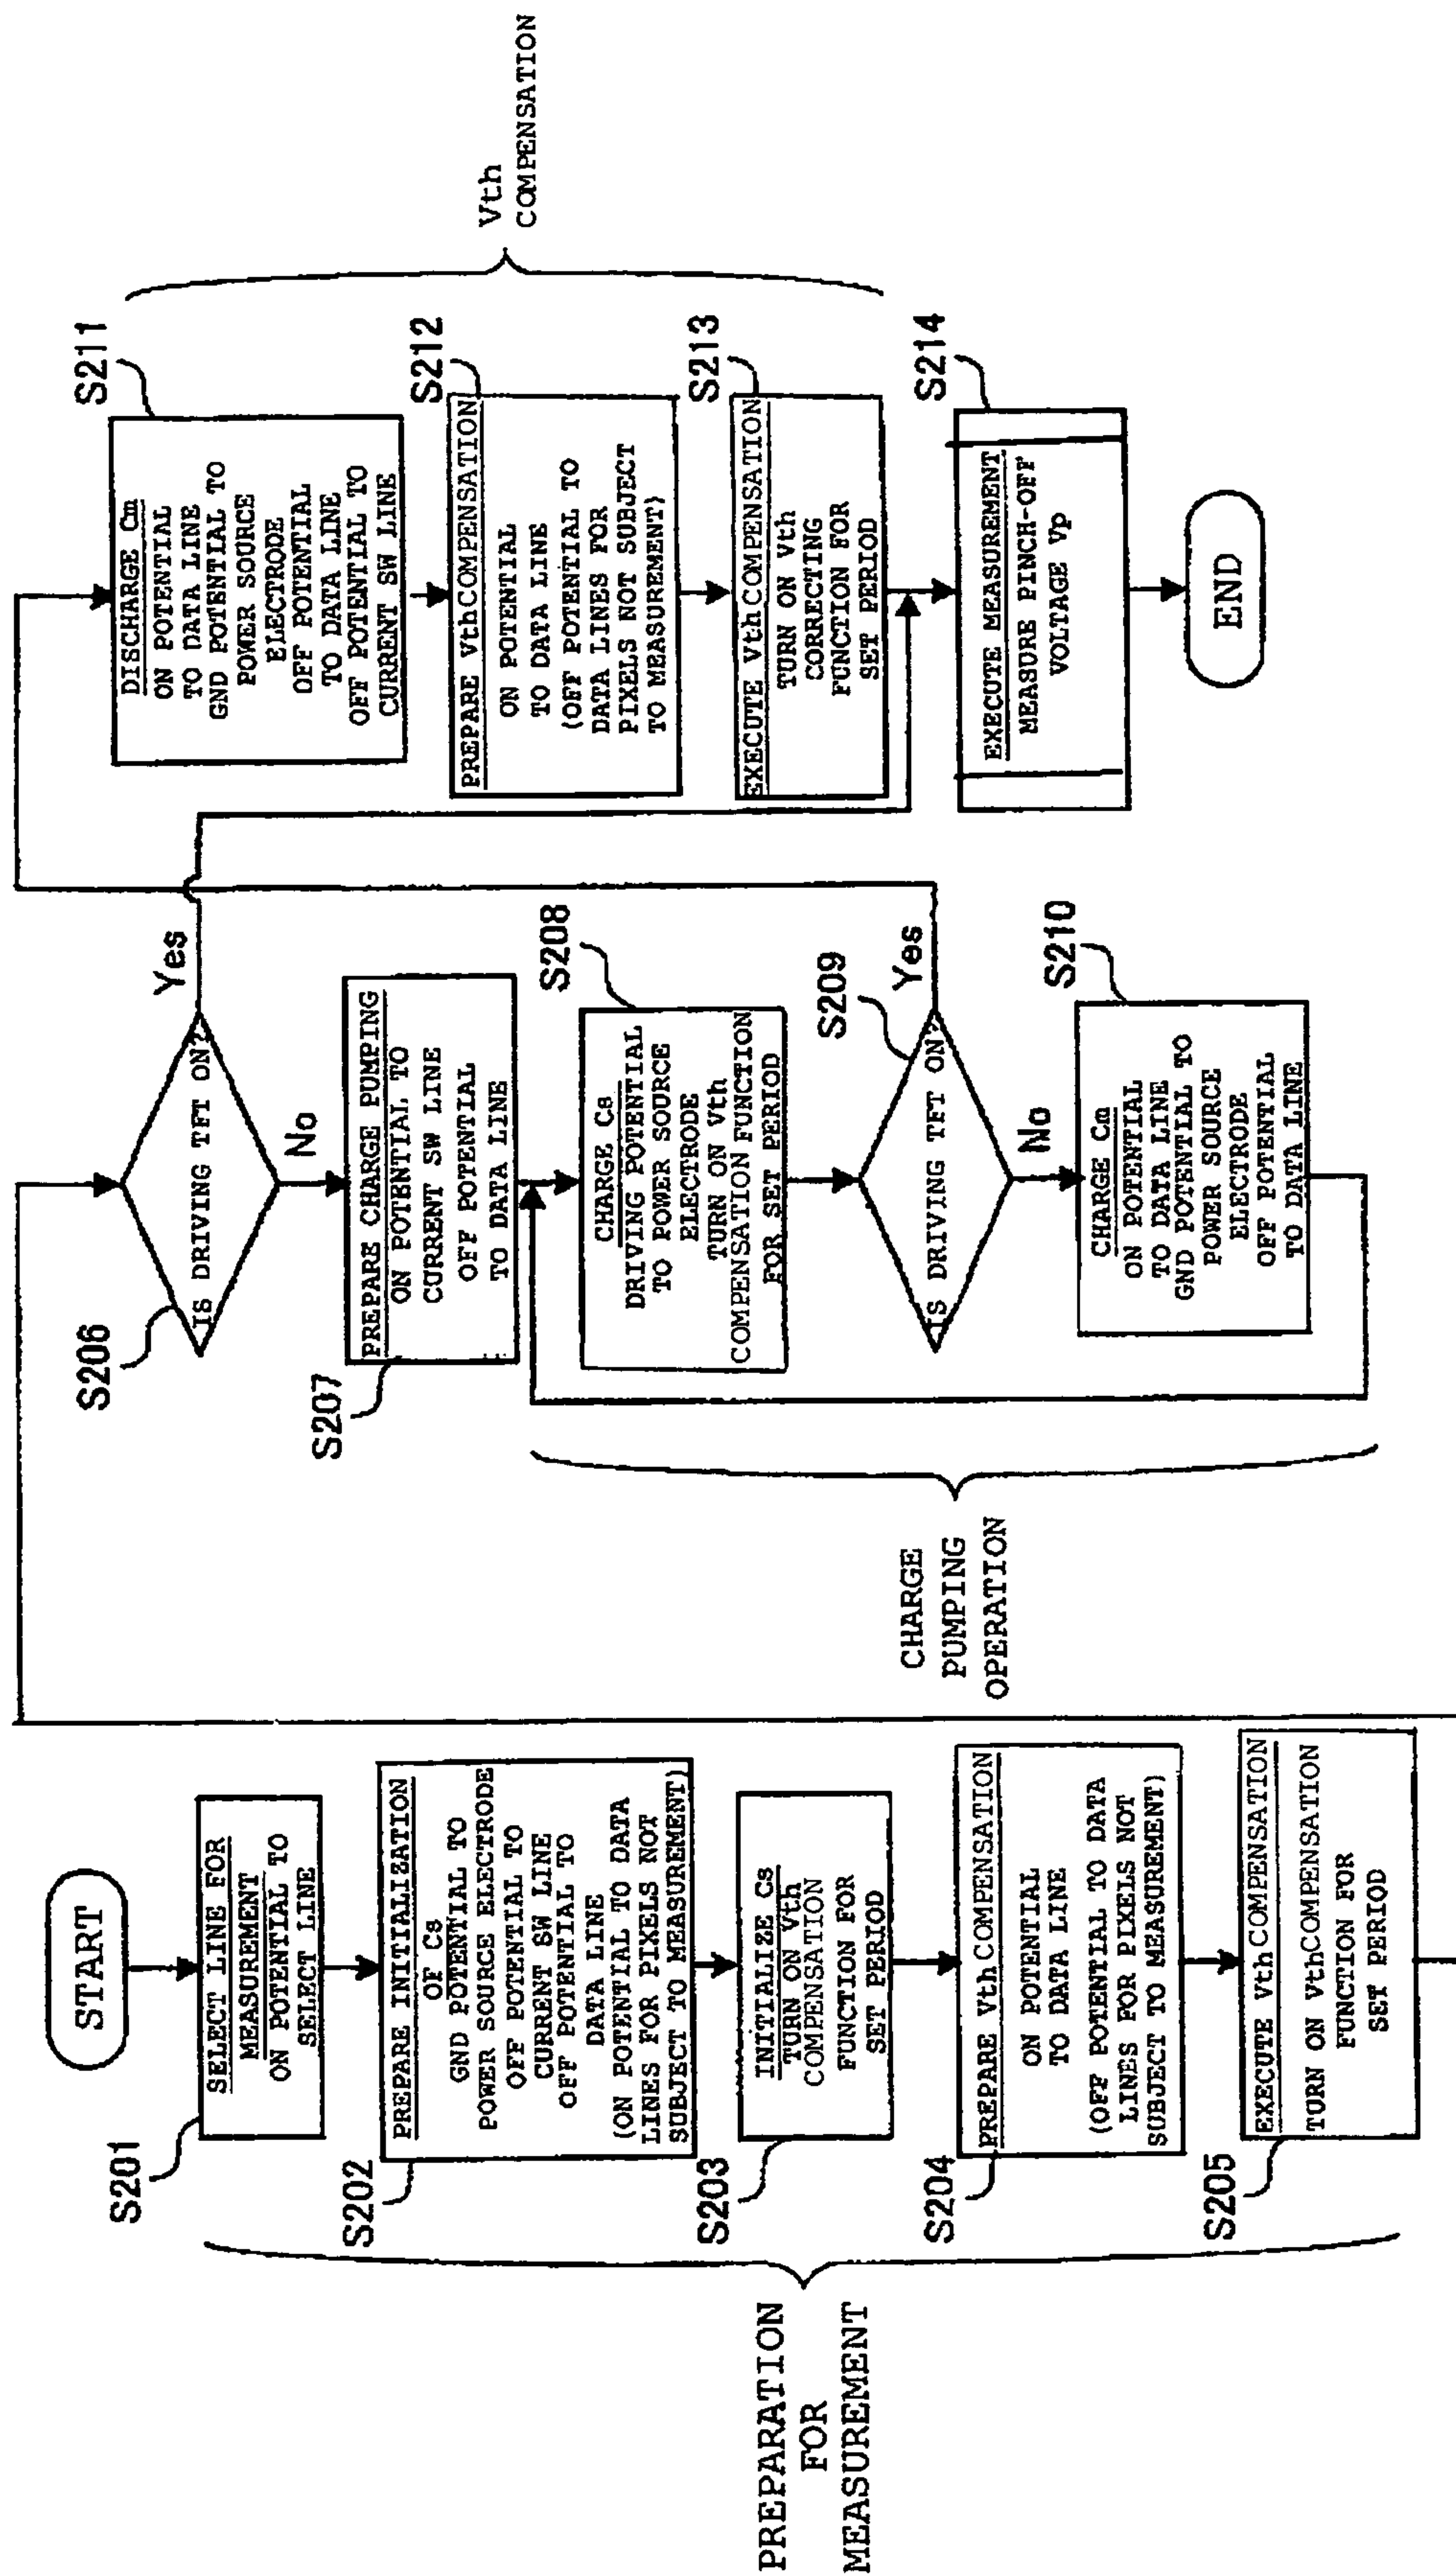 START
S201
SELECT LINE FOR
MEASUREMENT
ON POTENTIAL TO
SELECT LINE
S202
PREPARE INITIALIZATION
OF Cs
GND POTENTIAL TO
POWER SOURCE ELECTRODE
OFF POTENTIAL TO
CURRENT SW LINE
OFF POTENTIAL TO
DATA LINE
(ON POTENTIAL TO DATA
LINES FOR PIXELS NOT
SUBJECT TO MEASUREMENT)
S203
INITIALIZE Cs
TURN ON Vth
COMPENSATION
FUNCTION FOR
SET PERIOD
S204
PREPARE Vth COMPENSATION
ON POTENTIAL
TO DATA LINE
(OFF POTENTIAL TO DATA
LINES FOR PIXELS NOT
SUBJECT TO MEASUREMENT)
S205
EXECUTE Vth COMPENSATION
TURN ON VthCOMPENSATION
FUNCTION FOR
SET PERIOD
PREPARATION
FOR
MEASUREMENT
S206
IS DRIVING TFT ON?
Yes
No
S207
PREPARE CHARGE PUMPING
ON POTENTIAL TO
CURRENT SW LINE
OFF POTENTIAL
TO DATA LINE
S208
CHARGE Cs
DRIVING POTENTIAL
TO POWER SOURCE
ELECTRODE
TURN ON Vth
COMPENSATION FUNCTION
FOR SET PERIOD
S209
IS DRIVING TFT ON?
Yes
No
S210
CHARGE Cm
ON POTENTIAL
TO DATA LINE
GND POTENTIAL TO
POWER SOURCE
ELECTRODE
OFF POTENTIAL
TO DATA LINE
CHARGE
PUMPING
OPERATION
S211
DISCHARGE Cm
ON POTENTIAL
TO DATA LINE
GND POTENTIAL TO
POWER SOURCE
ELECTRODE
OFF POTENTIAL
TO DATA LINE
OFF POTENTIAL TO
CURRENT SW LINE
S212
PREPARE VthCOMPENSATION
ON POTENTIAL
TO DATA LINE
(OFF POTENTIAL TO
DATA LINES FOR
PIXELS NOT SUBJECT
TO MEASUREMENT)
S213
EXECUTE VthCOMPENSATION
TURN ON Vth
CORRECTING
FUNCTION FOR
SET PERIOD
Vth
COMPENSATION
S214
EXECUTE MEASUREMENT
MEASURE PINCH-OFF
VOLTAGE Vp
END